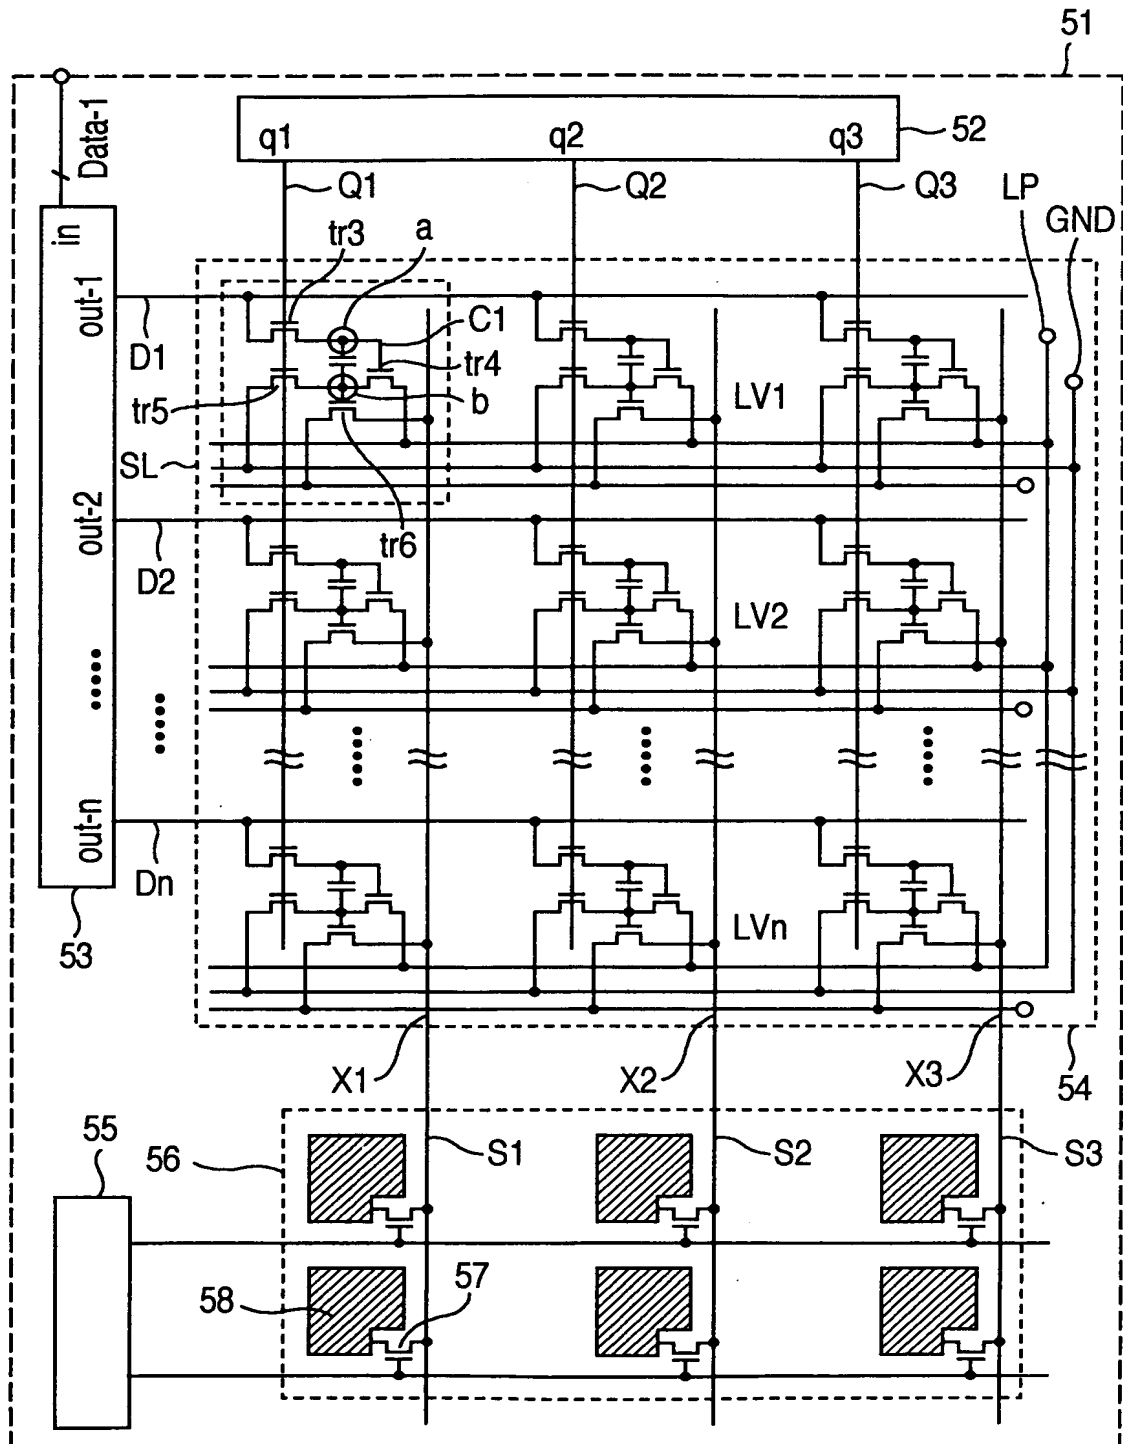 51
Data-1
q1 q2 q3
52
Q1 Q2 Q3
LP
GND
in
tr3
a
out-1
D1
C1
tr4
tr5
b
LV1
SL
out-2
tr6
D2
LV2
out-n
Dn
LVn
53
X1 X2 X3
54
55
56
S1 S2 S3
57
58